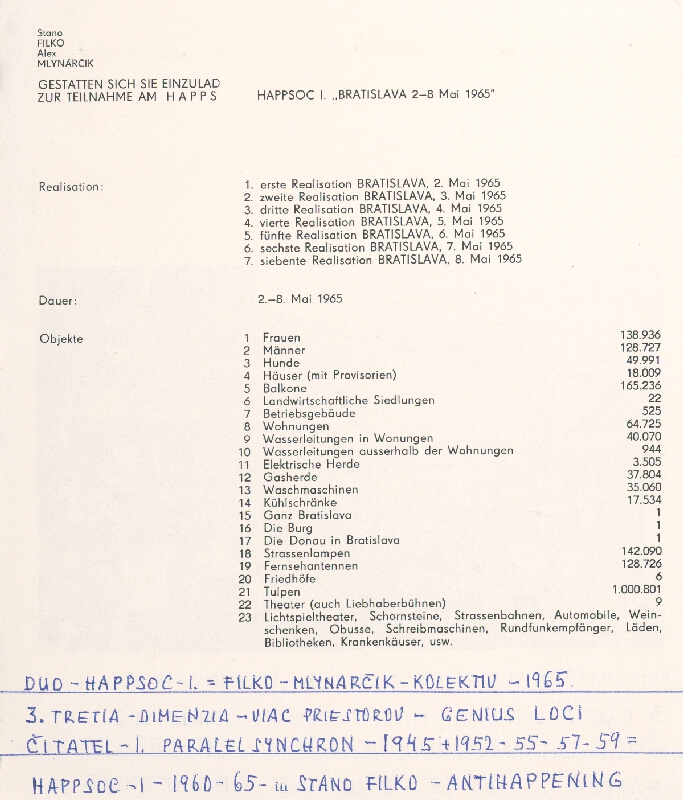 Stano
FILKO
Alex
MLYNÁRČIK
GESTATTEN SICH SIE EINZULAD
ZUR TEILNAHME AM H A P P S
HAPPSOC I. „BRATISLAVA 2–8 Mai 1965"
Realisation:
1. erste Realisation BRATISLAVA, 2. Mai 1965
2. zweite Realisation BRATISLAVA, 3. Mai 1965
3. dritte Realisation BRATISLAVA, 4. Mai 1965
4. vierte Realisation BRATISLAVA, 5. Mai 1965
5. fünfte Realisation BRATISLAVA, 6. Mai 1965
6. sechste Realisation BRATISLAVA, 7. Mai 1965
7. siebente Realisation BRATISLAVA, 8. Mai 1965
Dauer: 2.–8. Mai 1965
Objekte 1 Frauen 138.936
2 Männer 128.727
3 Hunde 49.991
4 Häuser (mit Provisorien) 18.009
5 Balkone 165.236
6 Landwirtschaftliche Siedlungen 22
7 Betriebsgebäude 525
8 Wohnungen 64.725
9 Wasserleitungen in Wonungen 40.070
10 Wasserleitungen ausserhalb der Wohnungen 944
11 Elektrische Herde 3.505
12 Gasherde 37.804
13 Waschmaschinen 35.060
14 Kühlschränke 17.534
15 Ganz Bratislava 1
16 Die Burg 1
17 Die Donau in Bratislava 1
18 Strassenlampen 142.090
19 Fernsehantennen 128.726
20 Friedhöfe 6
21 Tulpen 1.000.801
22 Theater (auch Liebhaberbühnen) 9
23 Lichtspieltheater, Schornsteine, Strassenbahnen, Automobile, Wein-
schenken, Obusse, Schreibmaschinen, Rundfunkempfänger, Läden,
Bibliotheken, Krankenkäuser, usw.
DUO – HAPPSOC – I. = FILKO – MLYNARČIK – KOLEKTIV – 1965.
3. TRETIA – DIMENZIA – VIAC PRIESTOROV – GENIUS LOCI
ČITATEL – I. PARALEL SYNCHRON – 1945 + 1952 – 55 – 57 – 59 =
HAPPSOC – 1 – 1960 – 65 – in STANO FILKO – ANTIHAPPENING